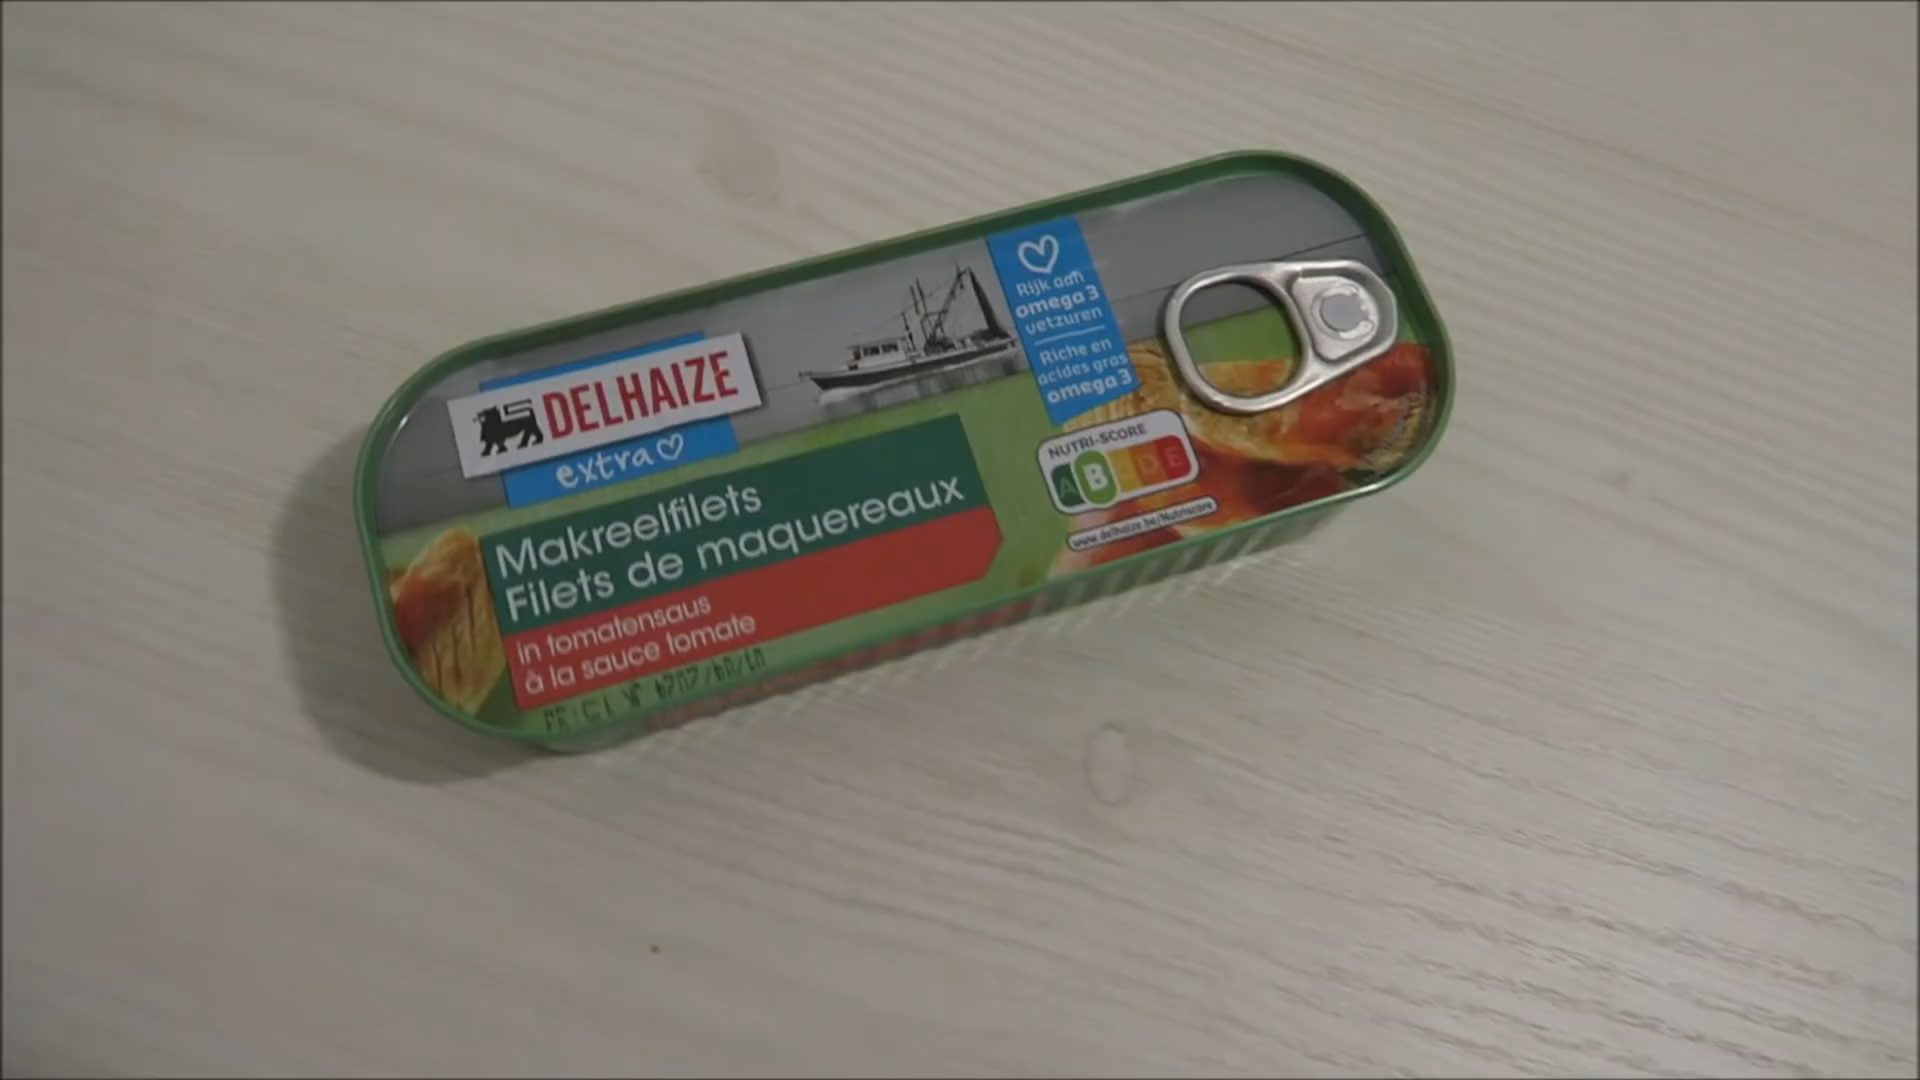 DELHAIZE
extra
Makreelfilets
Filets de maquereaux
in tomatensaus
à la sauce tomate
Rijk aan
omega 3
vetzuren
Riche en
acides gras
omega 3
NUTRI-SCORE
A B C D E
www.delhaize.be/Nutriscore